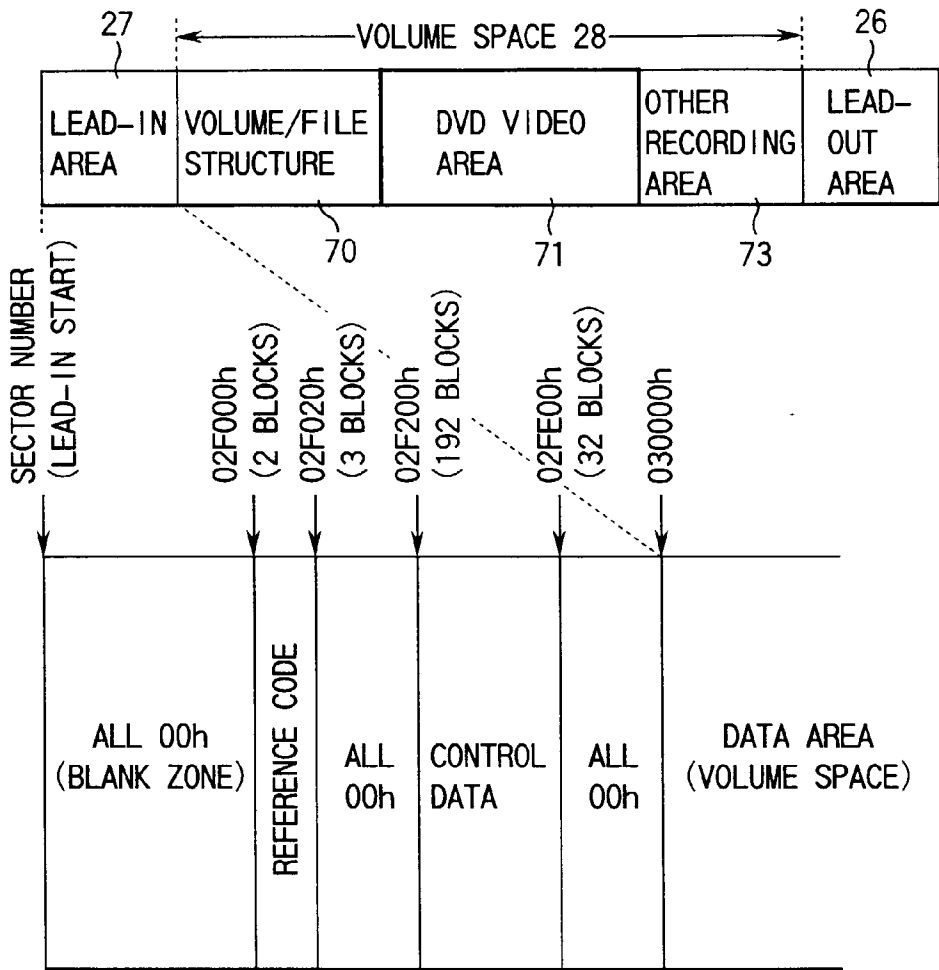 27
VOLUME SPACE 28
26
LEAD-IN
AREA
VOLUME/FILE
STRUCTURE
DVD VIDEO
AREA
OTHER
RECORDING
AREA
LEAD-
OUT
AREA
70
71
73
SECTOR NUMBER
(LEAD-IN START)
02F000h
(2 BLOCKS)
02F020h
(3 BLOCKS)
02F200h
(192 BLOCKS)
02FE00h
(32 BLOCKS)
030000h
ALL 00h
(BLANK ZONE)
REFERENCE CODE
ALL
00h
CONTROL
DATA
ALL
00h
DATA AREA
(VOLUME SPACE)